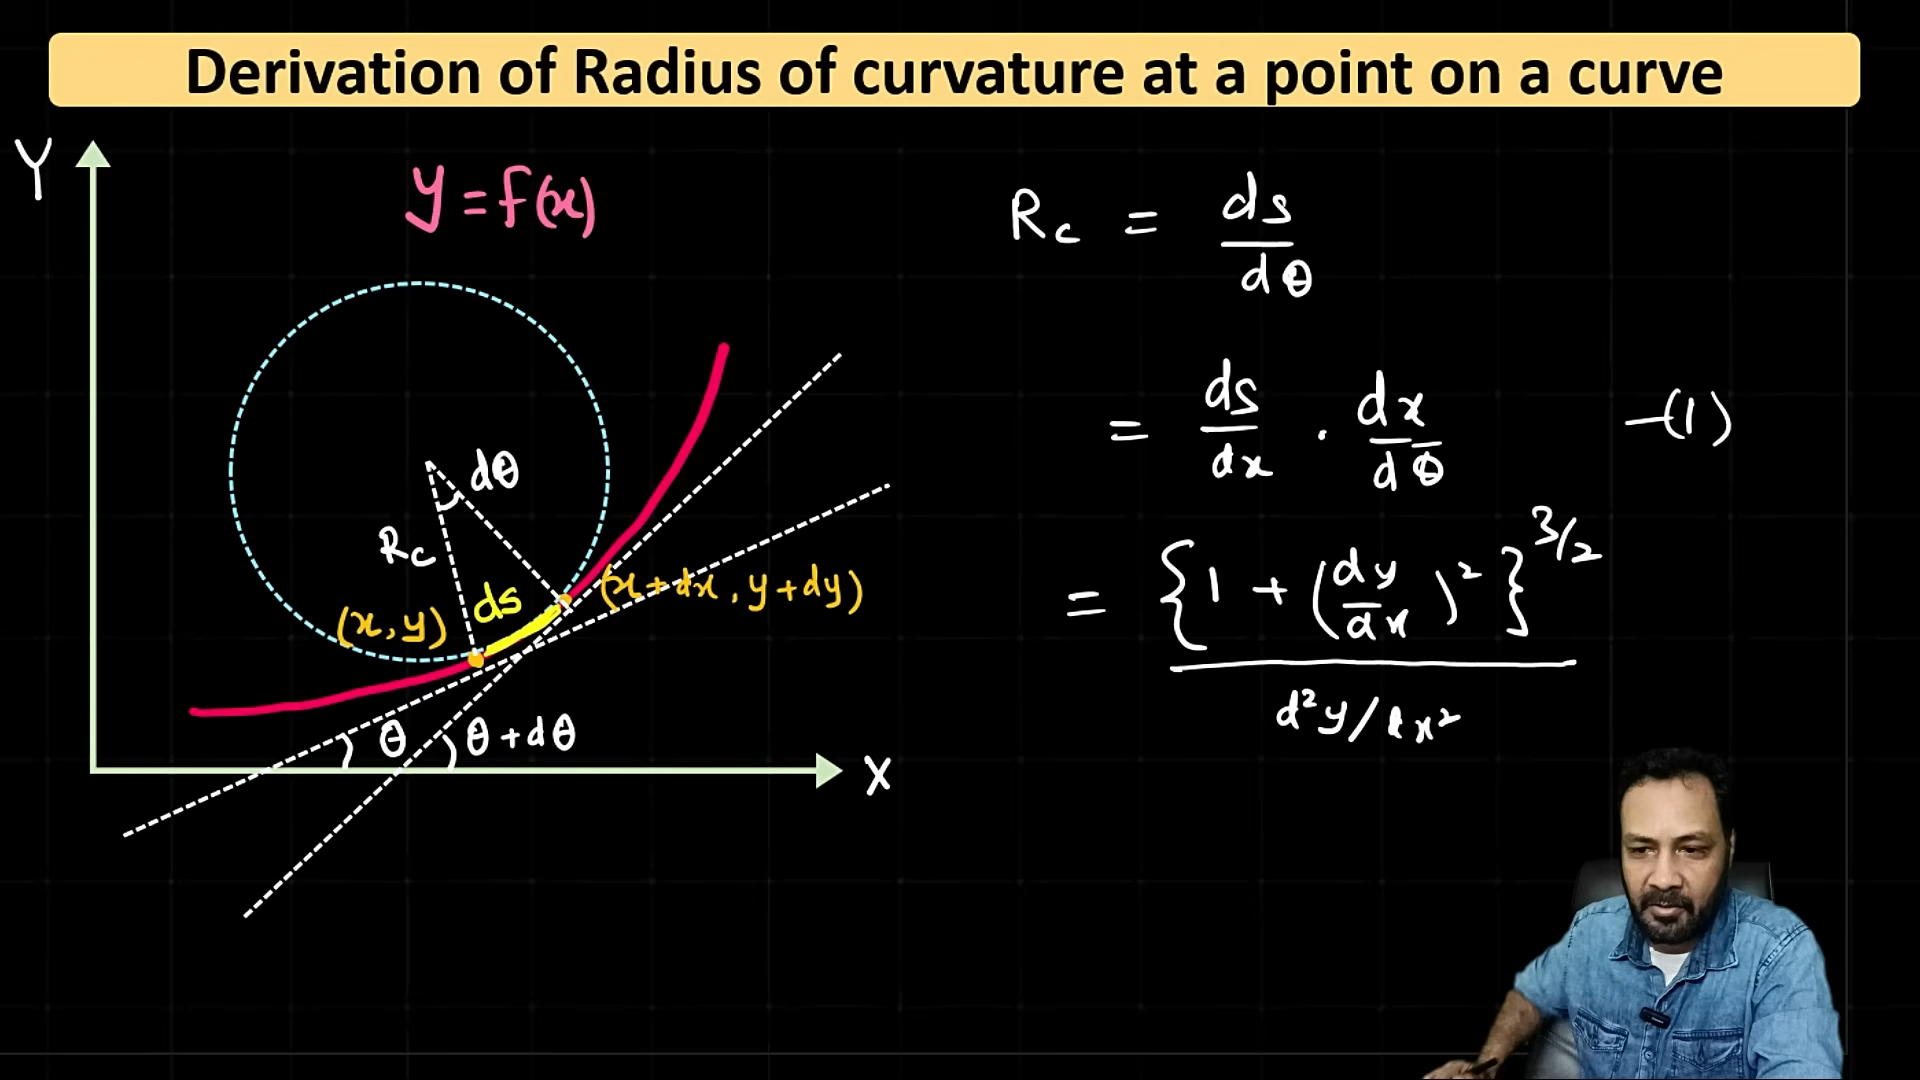 Derivation of Radius of curvature at a point on a curve
Y
y = f(x)
dθ
Rc
ds
(x, y)
(x+dx, y+dy)
θ
θ+dθ
X
Rc = ds/dθ
= ds/dx . dx/dθ —(1)
= {1 + (dy/dx)²}^3/2
d²y/dx²